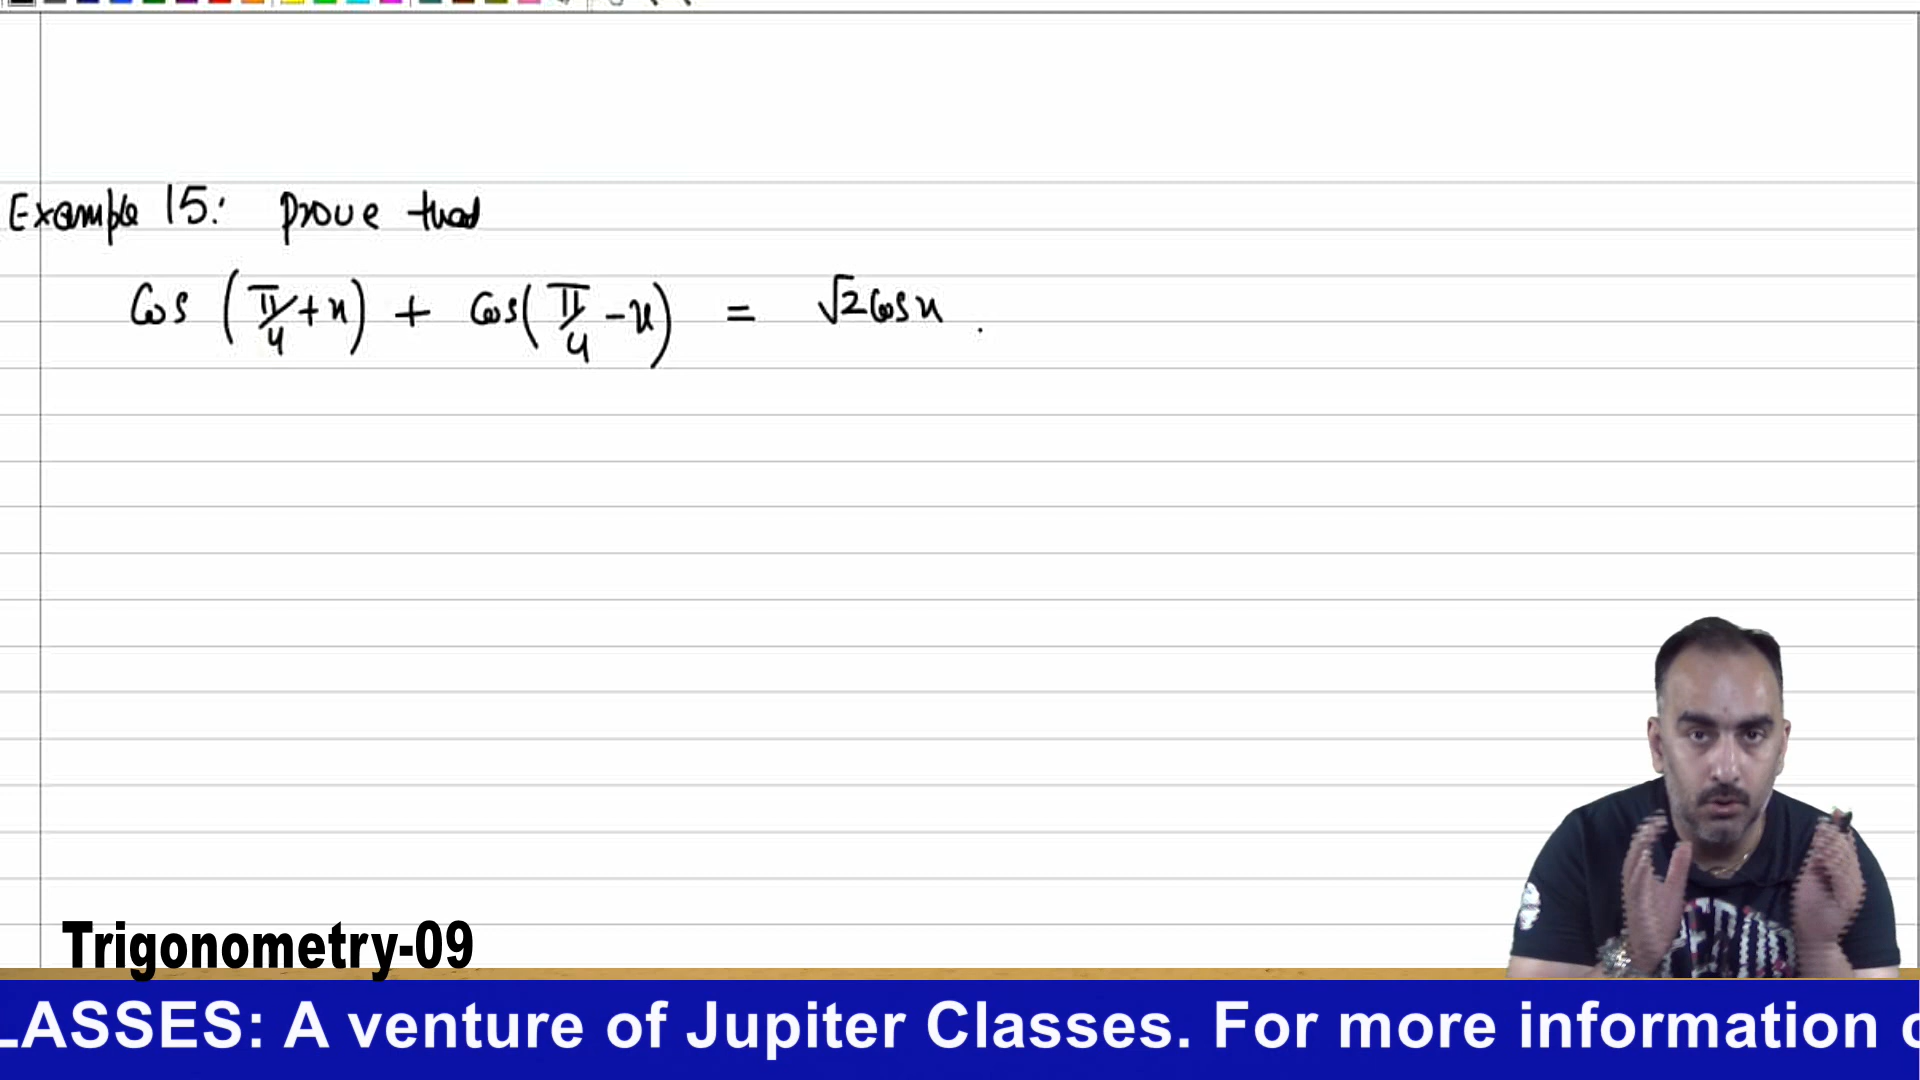 Example 15: Prove that
Cos (π/4 + x) + Cos(π/4 - x) = √2 Cos x .
Trigonometry-09
LASSES: A venture of Jupiter Classes. For more information c